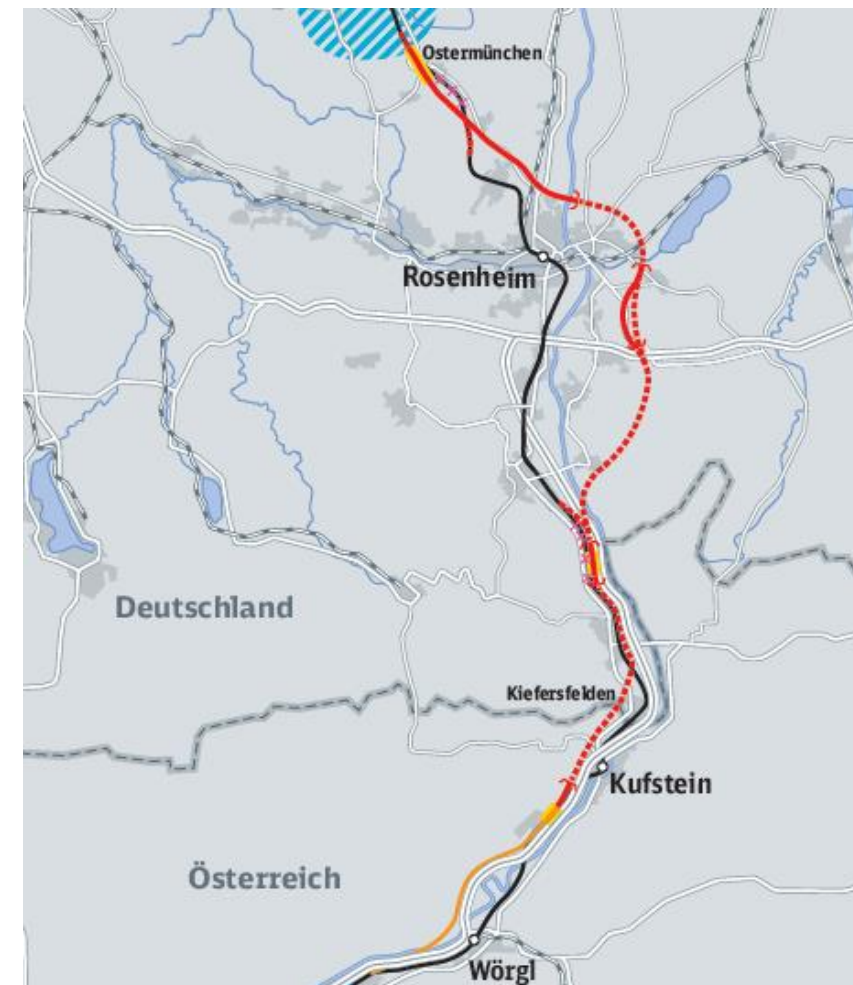 Ostermünchen
Rosenheim
Deutschland
Kiefersfelden
Kufstein
Österreich
Wörgl